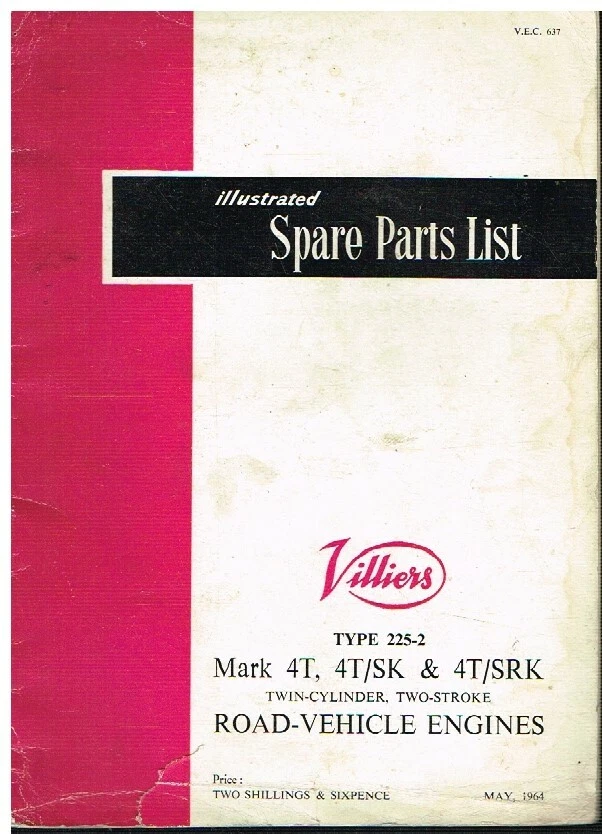 V.E.C. 637
illustrated
Spare Parts List
Villiers
TYPE 225-2
Mark 4T, 4T/SK & 4T/SRK
TWIN-CYLINDER, TWO-STROKE
ROAD-VEHICLE ENGINES
Price :
TWO SHILLINGS & SIXPENCE MAY, 1964